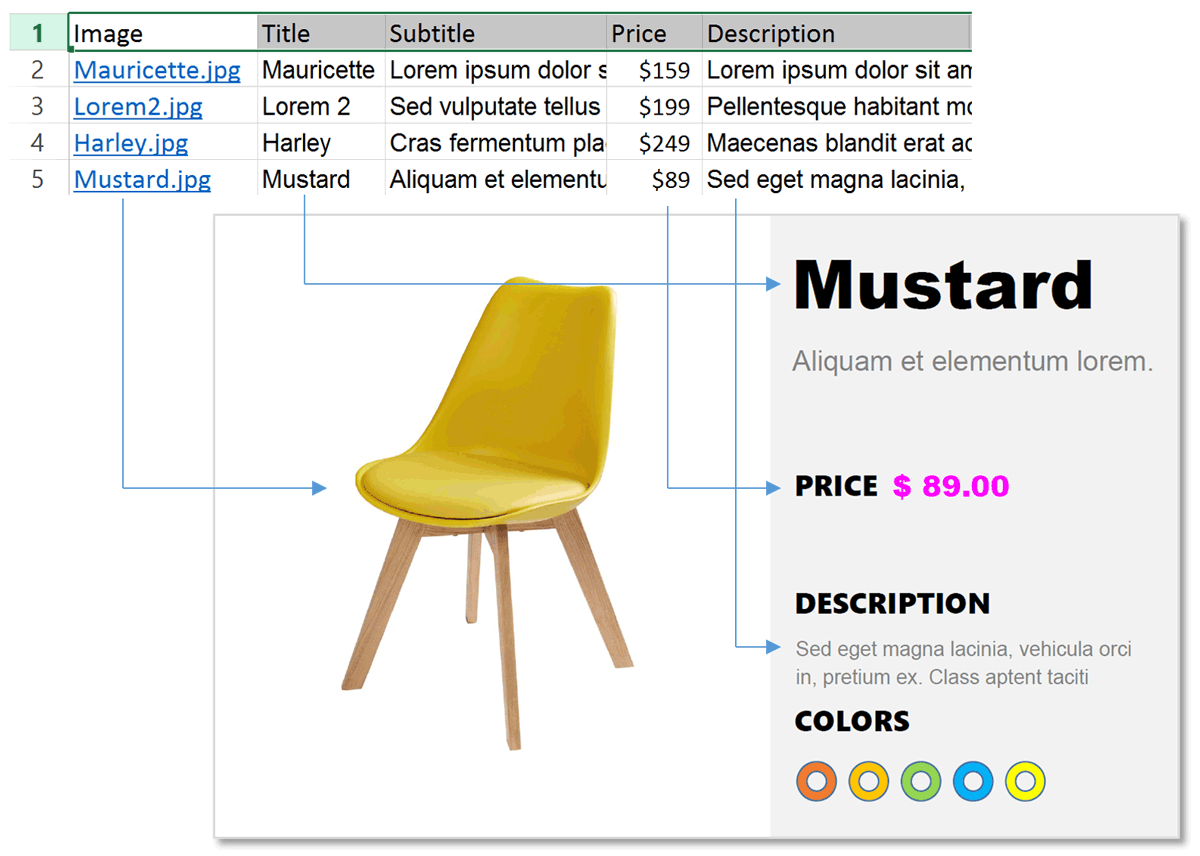 1 Image Title Subtitle Price Description
2 Mauricette.jpg Mauricette Lorem ipsum dolor s $159 Lorem ipsum dolor sit am
3 Lorem2.jpg Lorem 2 Sed vulputate tellus $199 Pellentesque habitant mo
4 Harley.jpg Harley Cras fermentum pla $249 Maecenas blandit erat ac
5 Mustard.jpg Mustard Aliquam et elementu $89 Sed eget magna lacinia,
Mustard
Aliquam et elementum lorem.
PRICE $ 89.00
DESCRIPTION
Sed eget magna lacinia, vehicula orci
in, pretium ex. Class aptent taciti
COLORS